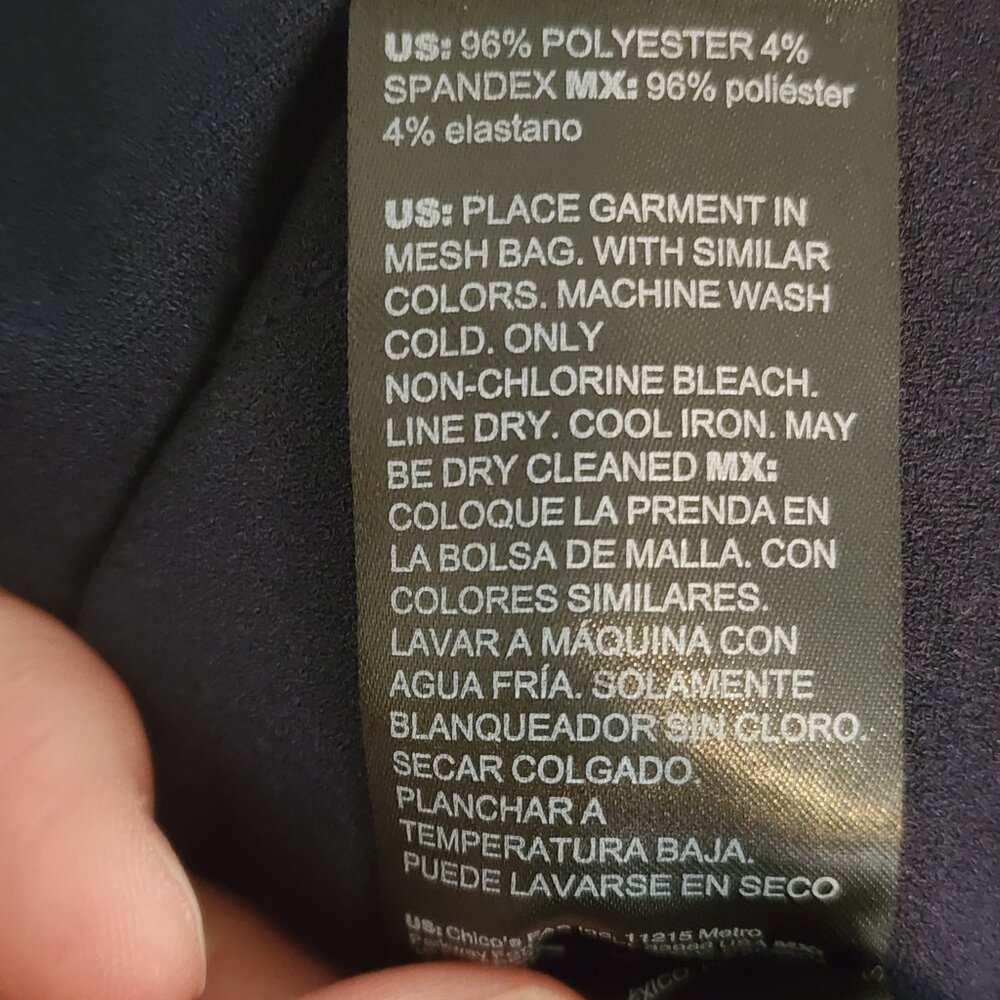 US: 96% POLYESTER 4%
SPANDEX MX: 96% poliéster
4% elastano
US: PLACE GARMENT IN
MESH BAG. WITH SIMILAR
COLORS. MACHINE WASH
COLD. ONLY
NON-CHLORINE BLEACH.
LINE DRY. COOL IRON. MAY
BE DRY CLEANED MX:
COLOQUE LA PRENDA EN
LA BOLSA DE MALLA. CON
COLORES SIMILARES.
LAVAR A MÁQUINA CON
AGUA FRÍA. SOLAMENTE
BLANQUEADOR SIN CLORO.
SECAR COLGADO.
PLANCHAR A
TEMPERATURA BAJA.
PUEDE LAVARSE EN SECO
US: Chico's FAS Inc. 11215 Metro